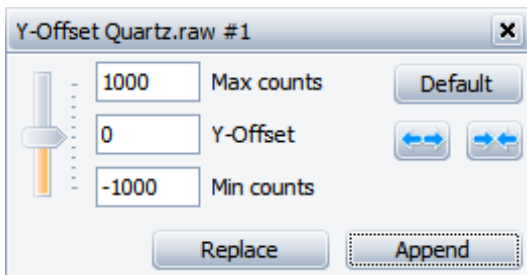 Y-Offset Quartz.raw #1
1000 Max counts Default
0 Y-Offset
-1000 Min counts
Replace Append